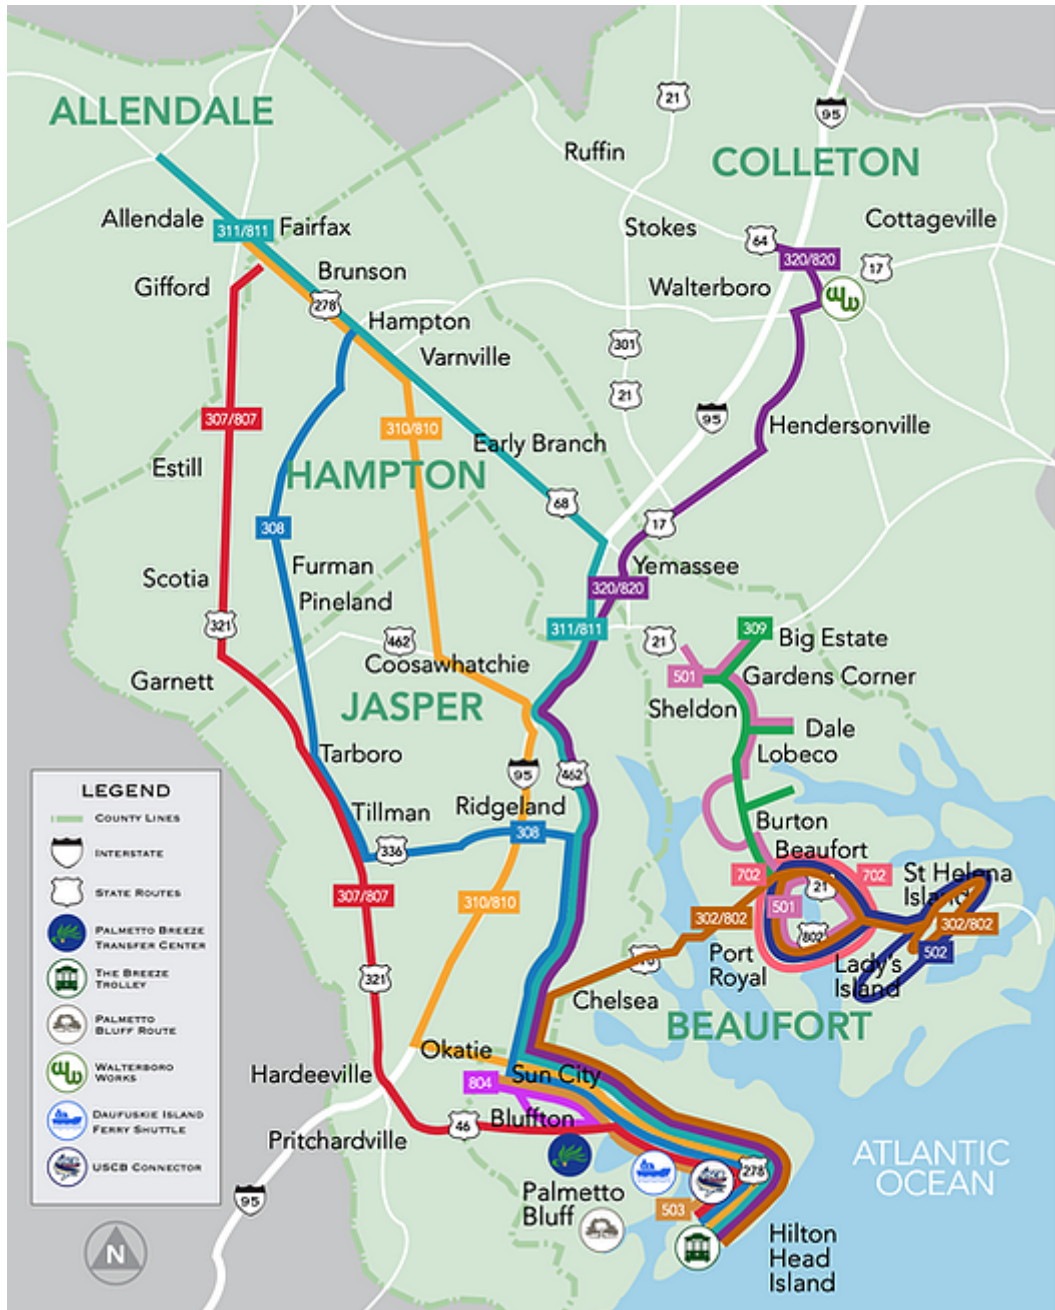 21
95
ALLENDALE
Ruffin
COLLETON
Allendale
311/811
Fairfax
Stokes
64
Cottageville
320/820
17
Gifford
Brunson
278
Walterboro
WW
Hampton
Varnville
301
21
95
307/807
310/810
Hendersonville
Early Branch
Estill
HAMPTON
68
17
308
Furman
Yemassee
Scotia
Pineland
320/820
321
311/811
21
309
Big Estate
462
Coosawhatchie
501
Gardens Corner
Garnett
JASPER
Sheldon
Dale
Tarboro
Lobeco
95
462
LEGEND
COUNTY LINES
INTERSTATE
STATE ROUTES
PALMETTO BREEZE
TRANSFER CENTER
THE BREEZE
TROLLEY
PALMETTO
BLUFF ROUTE
WW
WALTERBORO
WORKS
DAUFUSKIE ISLAND
FERRY SHUTTLE
USCB CONNECTOR
Tillman
Ridgeland
308
336
Burton
Beaufort
702
21
702
St Helena
Island
307/807
310/810
501
302/802
302/802
802
502
Port
Royal
Lady's
Island
321
Chelsea
BEAUFORT
Okatie
Hardeeville
804
Sun City
46
Bluffton
Pritchardville
ATLANTIC
OCEAN
278
Palmetto
Bluff
503
95
N
Hilton
Head
Island